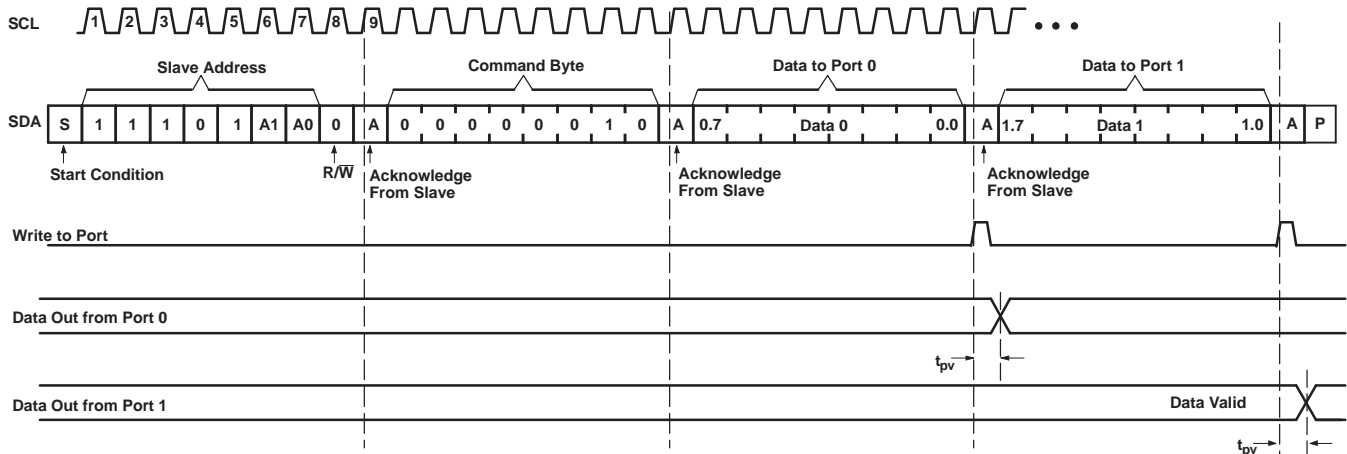 SCL 1 2 3 4 5 6 7 8 9
Slave Address Command Byte Data to Port 0 Data to Port 1
SDA S 1 1 1 0 1 A1 A0 0 A 0 0 0 0 0 0 1 0 A 0.7 Data 0 0.0 A 1.7 Data 1 1.0 A P
Start Condition R/W̅ Acknowledge From Slave Acknowledge From Slave Acknowledge From Slave
Write to Port
Data Out from Port 0
tpv
Data Out from Port 1 Data Valid
tpv